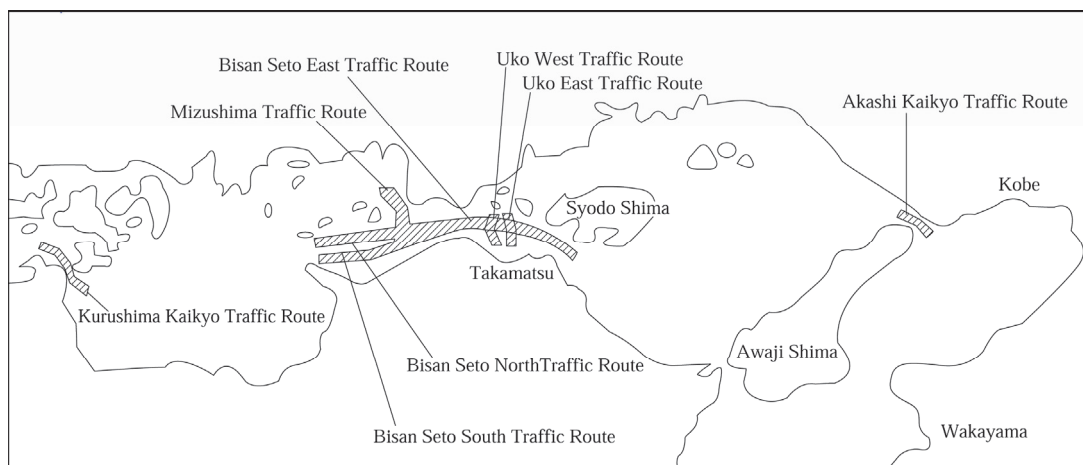 Uko West Traffic Route
Bisan Seto East Traffic Route
Uko East Traffic Route
Mizushima Traffic Route
Akashi Kaikyo Traffic Route
Kobe
Syodo Shima
Takamatsu
Kurushima Kaikyo Traffic Route
Awaji Shima
Bisan Seto NorthTraffic Route
Bisan Seto South Traffic Route
Wakayama